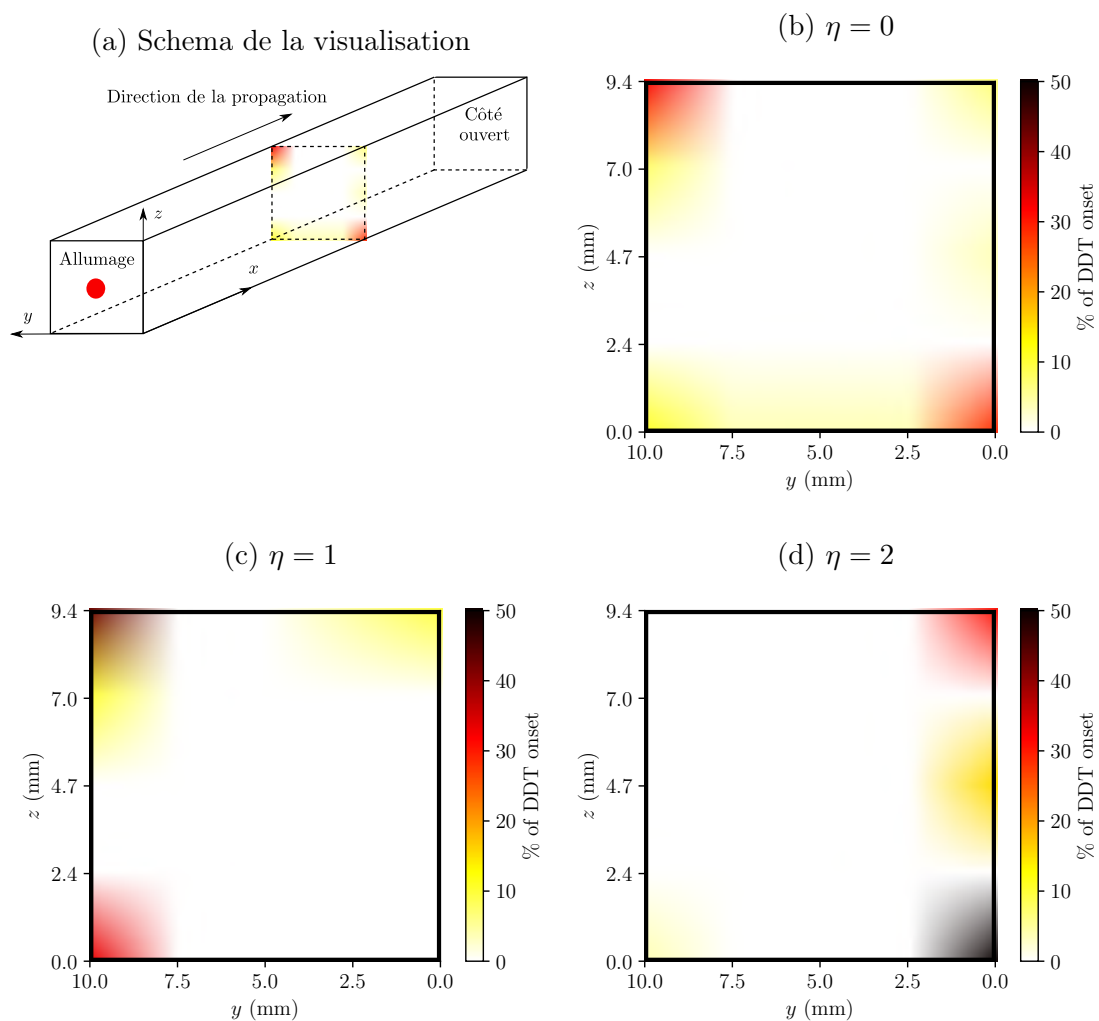 (a) Schema de la visualisation
Direction de la propagation
Côté
ouvert
z
Allumage
x
y
(b) η = 0
9.4
7.0
4.7
2.4
0.0
z (mm)
10.0 7.5 5.0 2.5 0.0
y (mm)
50
40
30
20
10
0
% of DDT onset
(c) η = 1
9.4
7.0
4.7
2.4
0.0
z (mm)
10.0 7.5 5.0 2.5 0.0
y (mm)
50
40
30
20
10
0
% of DDT onset
(d) η = 2
9.4
7.0
4.7
2.4
0.0
z (mm)
10.0 7.5 5.0 2.5 0.0
y (mm)
50
40
30
20
10
0
% of DDT onset